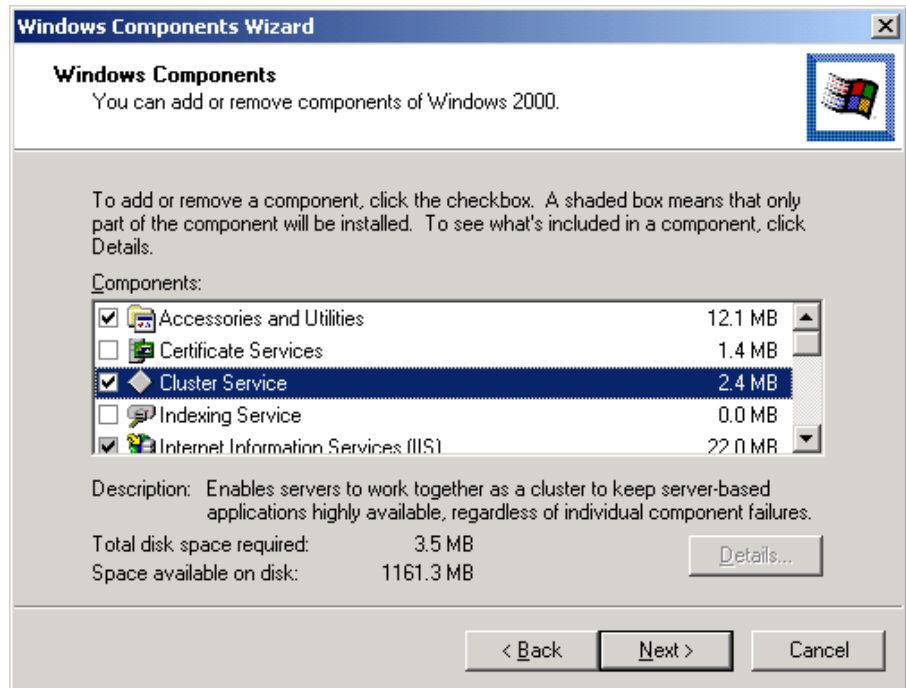 Windows Components Wizard
Windows Components
You can add or remove components of Windows 2000.
To add or remove a component, click the checkbox. A shaded box means that only
part of the component will be installed. To see what's included in a component, click
Details.
Components:
Accessories and Utilities 12.1 MB
Certificate Services 1.4 MB
Cluster Service 2.4 MB
Indexing Service 0.0 MB
Internet Information Services (IIS) 22.0 MB
Description: Enables servers to work together as a cluster to keep server-based
applications highly available, regardless of individual component failures.
Total disk space required: 3.5 MB
Space available on disk: 1161.3 MB
Details...
< Back Next > Cancel